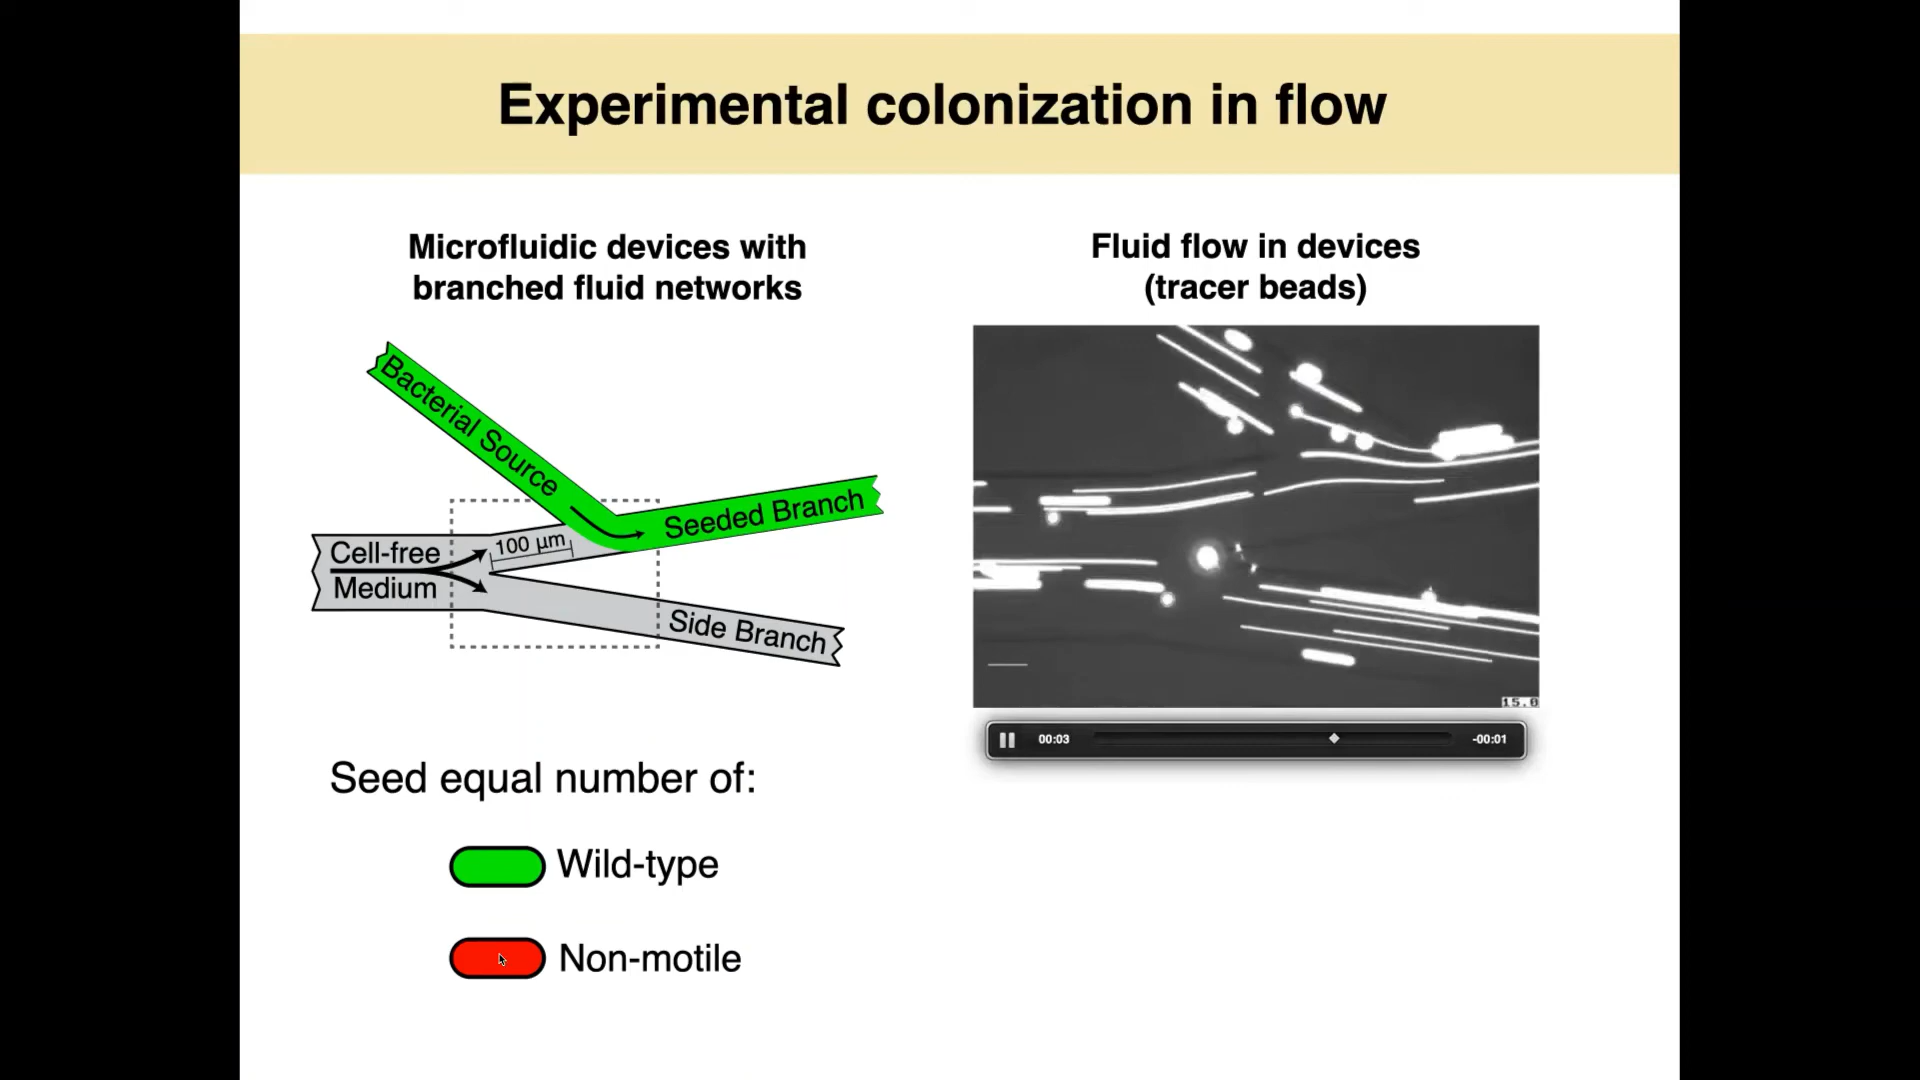 Experimental colonization in flow
Microfluidic devices with
branched fluid networks
Bacterial Source
Seeded Branch
100 µm
Cell-free
Medium
Side Branch
Fluid flow in devices
(tracer beads)
15.0
00:03
-00:01
Seed equal number of:
Wild-type
Non-motile